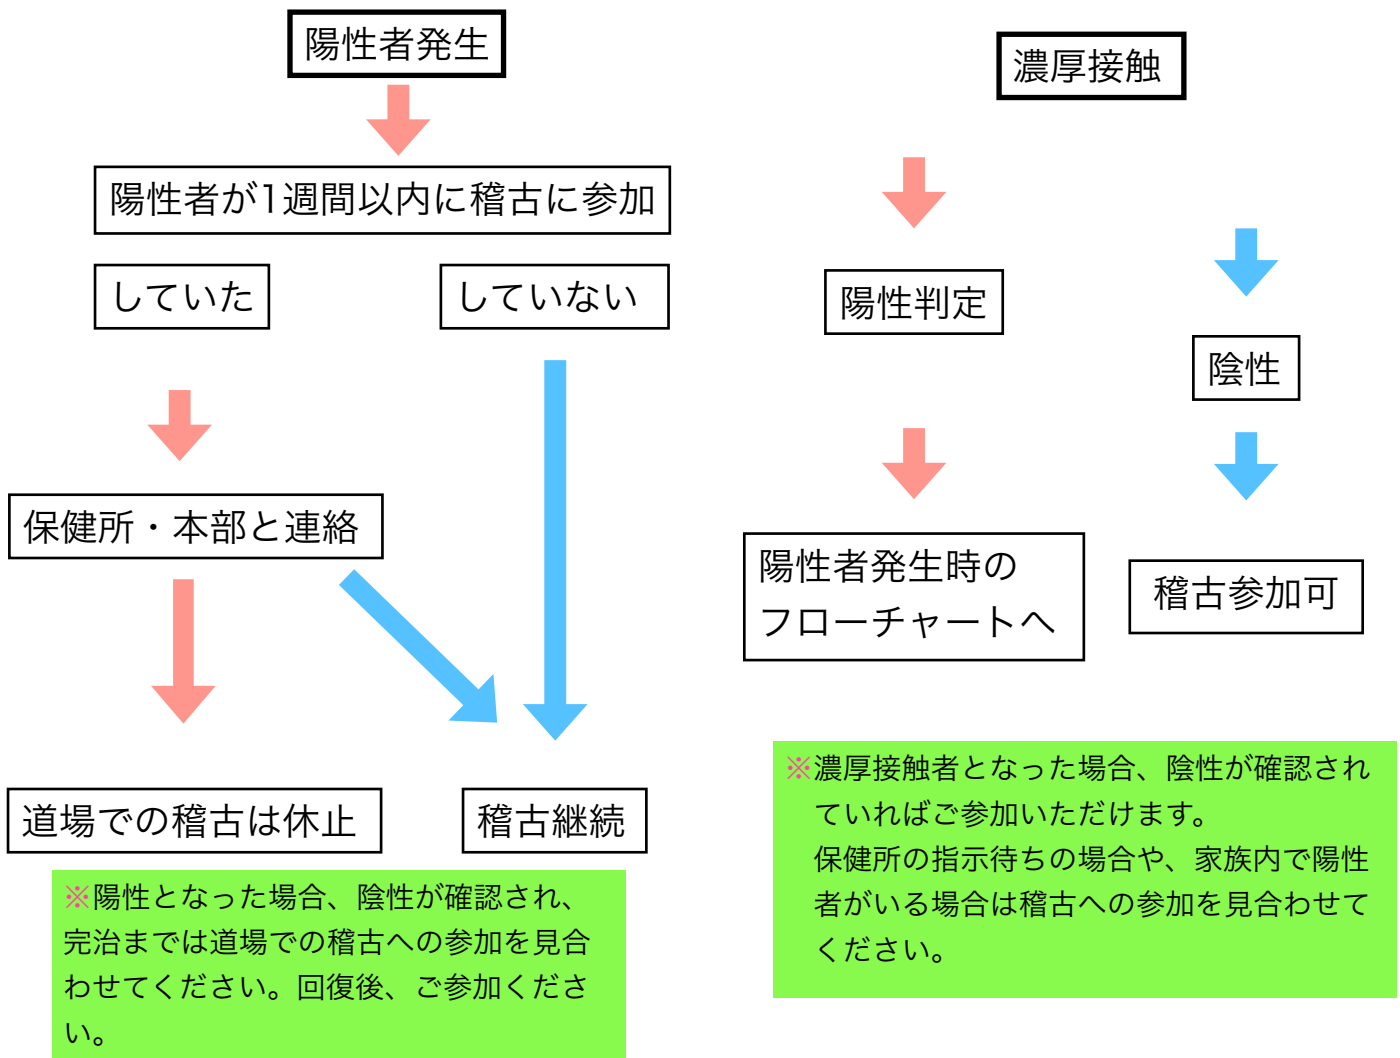 陽性者発生
陽性者が1週間以内に稽古に参加
していた
していない
保健所・本部と連絡
道場での稽古は休止
稽古継続
※陽性となった場合、陰性が確認され、
完治までは道場での稽古への参加を見合
わせてください。回復後、ご参加くださ
い。
濃厚接触
陽性判定
陰性
陽性者発生時の
フローチャートへ
稽古参加可
※濃厚接触者となった場合、陰性が確認され
ていればご参加いただけます。
保健所の指示待ちの場合や、家族内で陽性
者がいる場合は稽古への参加を見合わせて
ください。